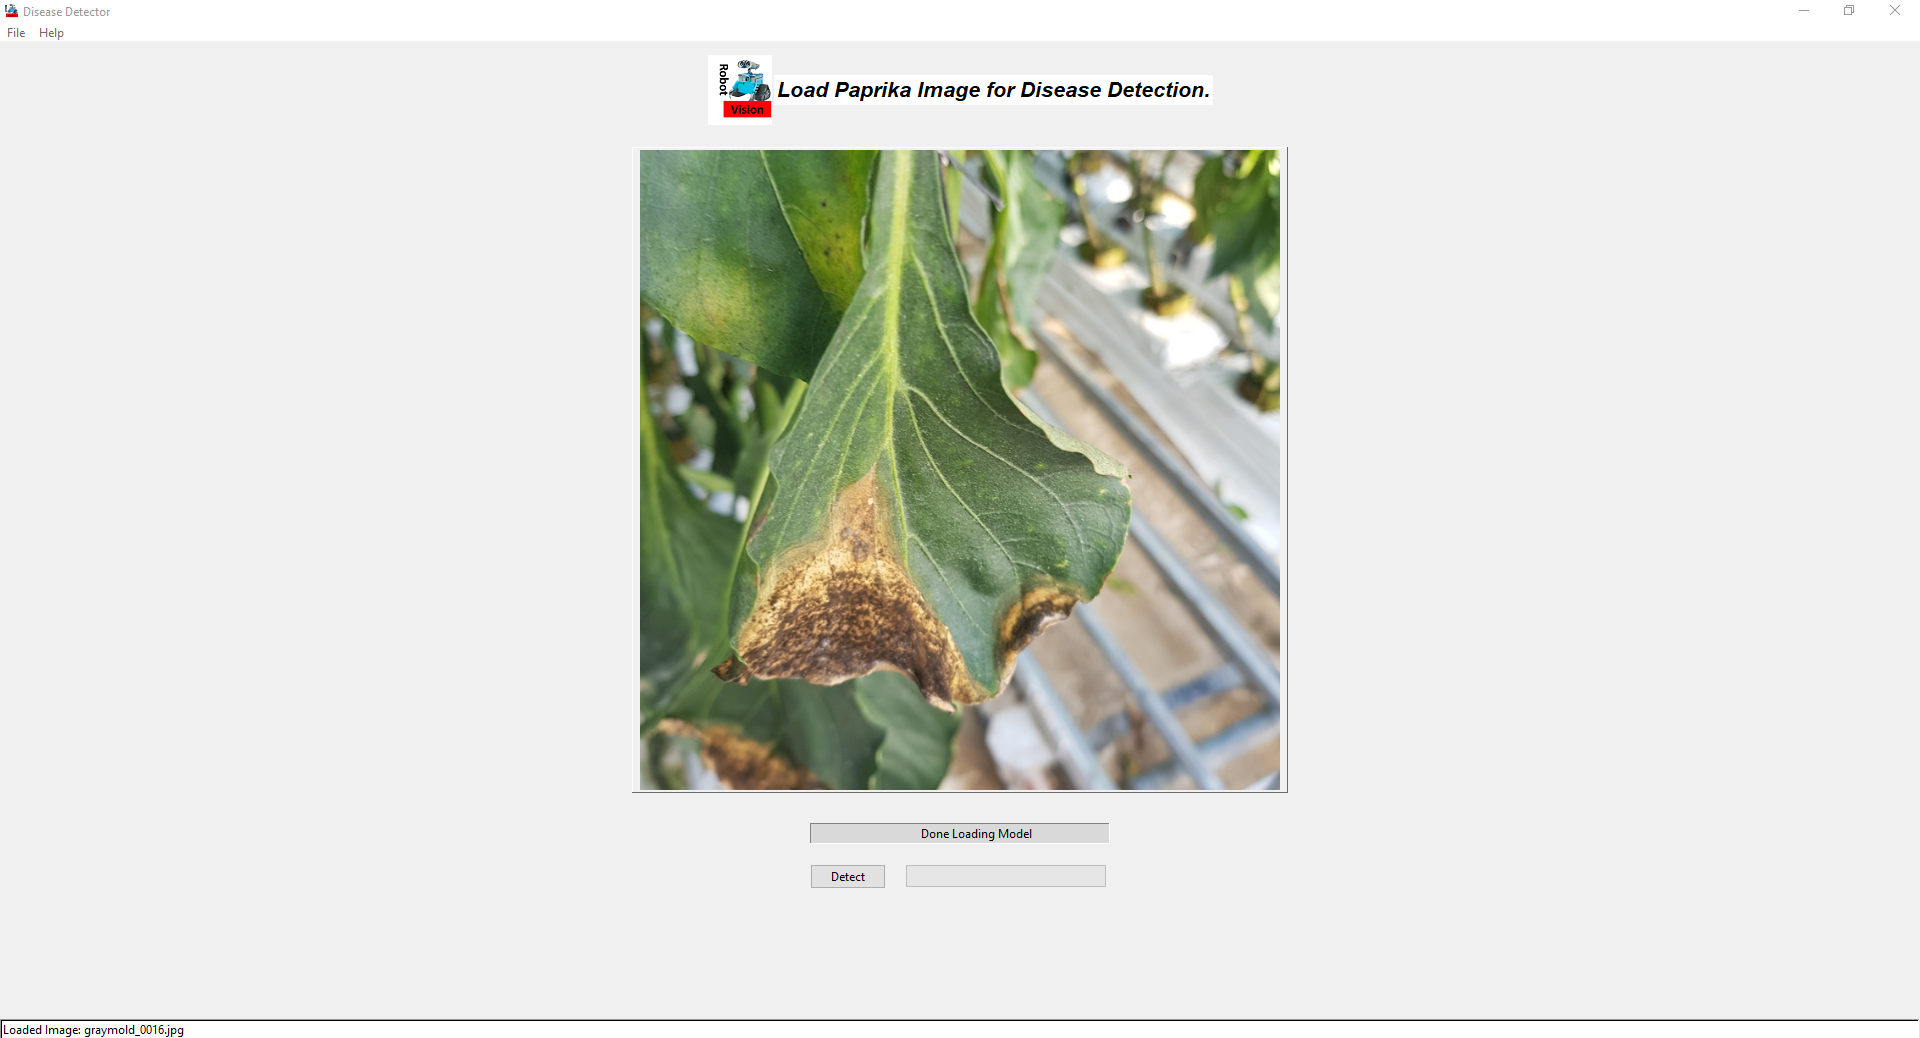 Disease Detector
File Help
Robot
Vision
Load Paprika Image for Disease Detection.
Done Loading Model
Detect
Loaded Image: graymold_0016.jpg